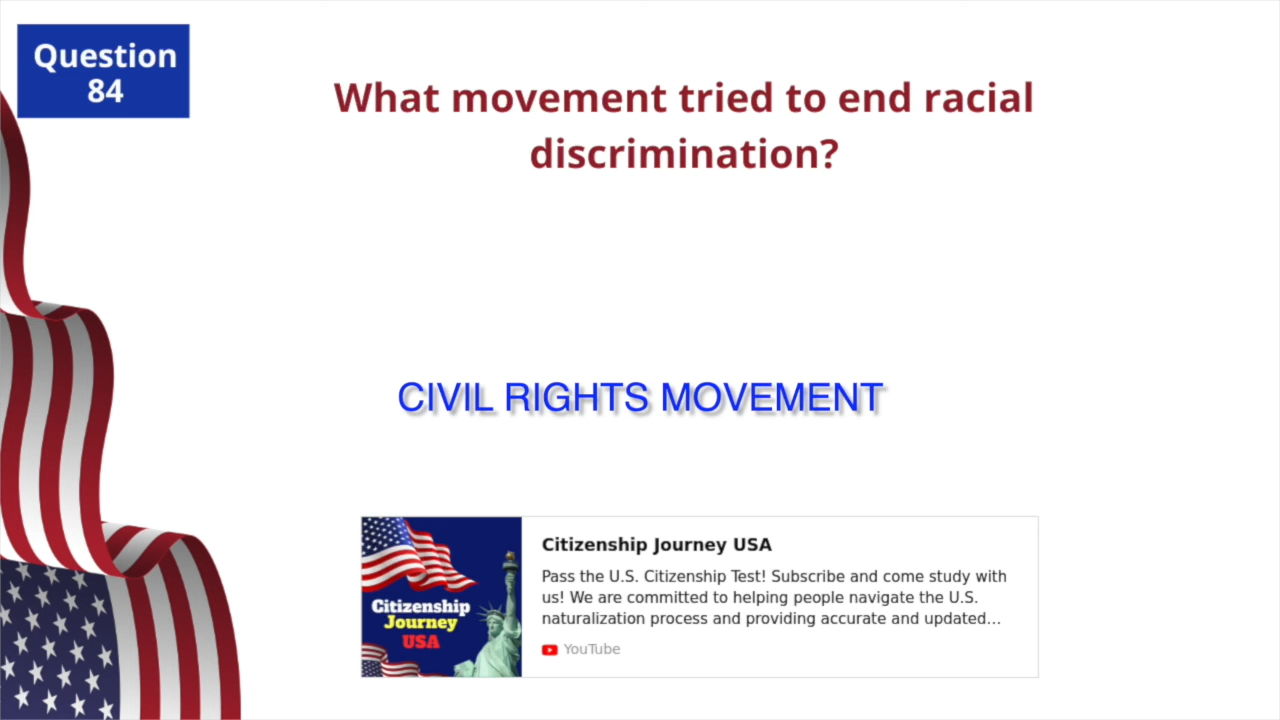 Question
84
What movement tried to end racial
discrimination?
CIVIL RIGHTS MOVEMENT
Citizenship
Journey
USA
Citizenship Journey USA
Pass the U.S. Citizenship Test! Subscribe and come study with
us! We are committed to helping people navigate the U.S.
naturalization process and providing accurate and updated...
YouTube